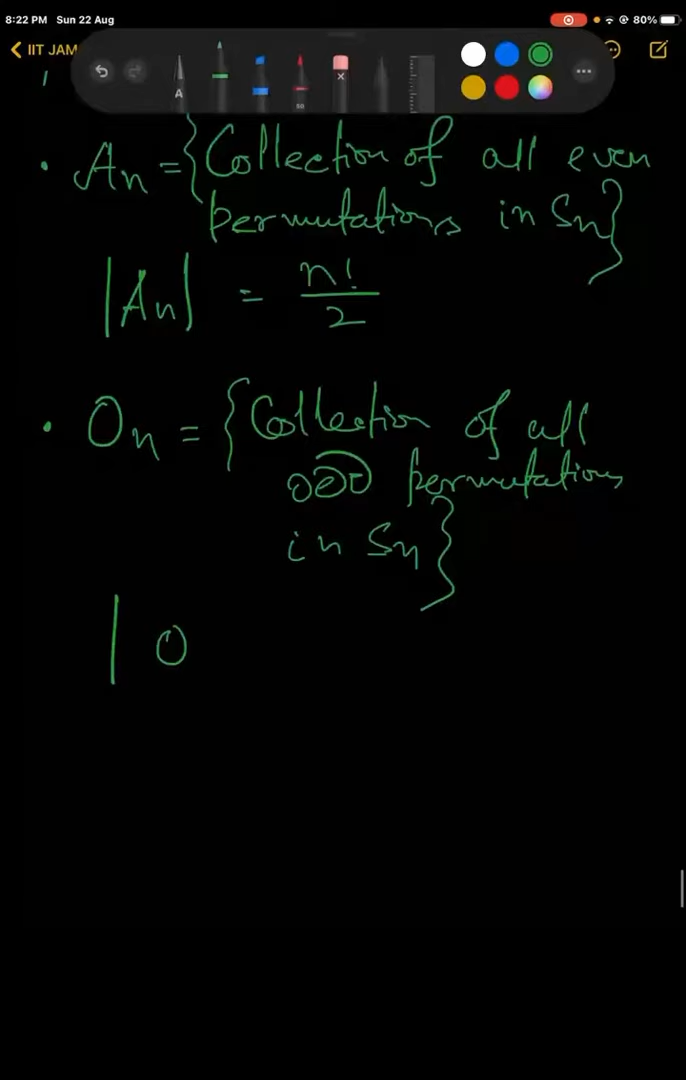 8:22 PM Sun 22 Aug 80%
IIT JAM
• An = {Collection of all even
permutations in Sn}
|An| = n!/2
• On = {Collection of all
odd permutations
in Sn}
| O